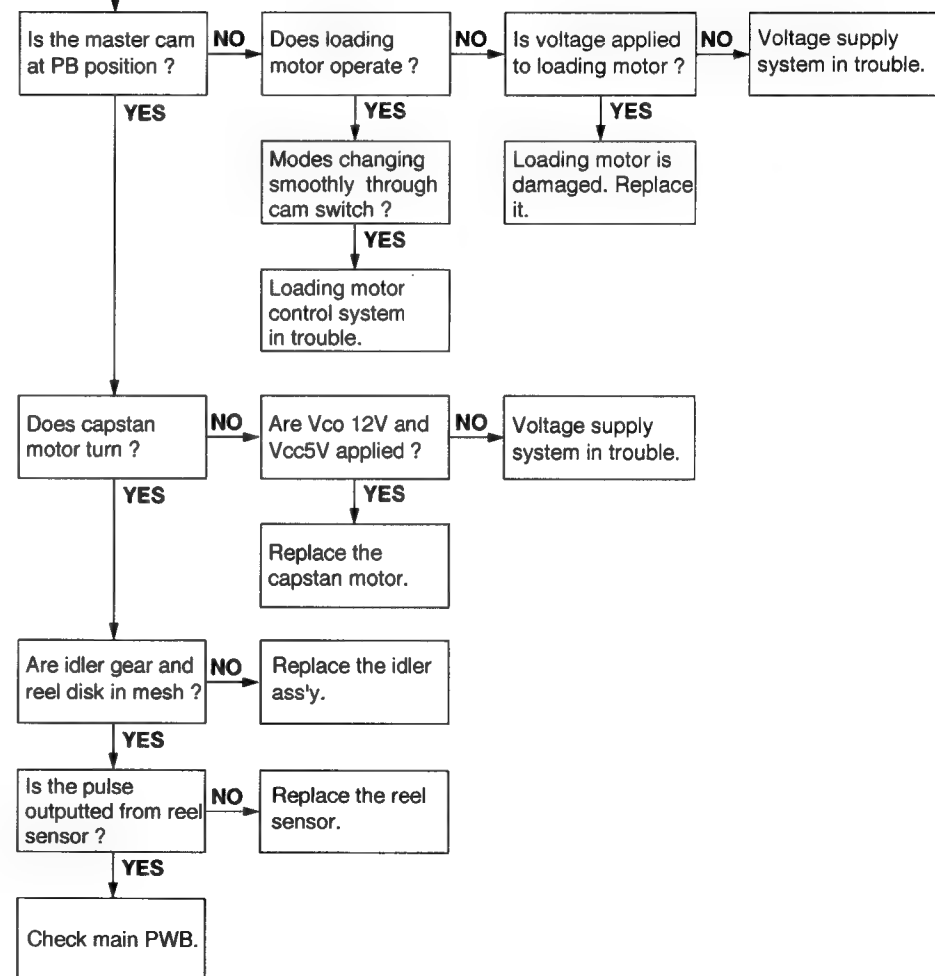 Is the master cam
at PB position ?
NO
Does loading
motor operate ?
NO
Is voltage applied
to loading motor ?
NO
Voltage supply
system in trouble.
YES
YES
YES
Modes changing
smoothly through
cam switch ?
Loading motor is
damaged. Replace
it.
YES
Loading motor
control system
in trouble.
Does capstan
motor turn ?
NO
Are Vco 12V and
Vcc5V applied ?
NO
Voltage supply
system in trouble.
YES
YES
Replace the
capstan motor.
Are idler gear and
reel disk in mesh ?
NO
Replace the idler
ass'y.
YES
Is the pulse
outputted from reel
sensor ?
NO
Replace the reel
sensor.
YES
Check main PWB.